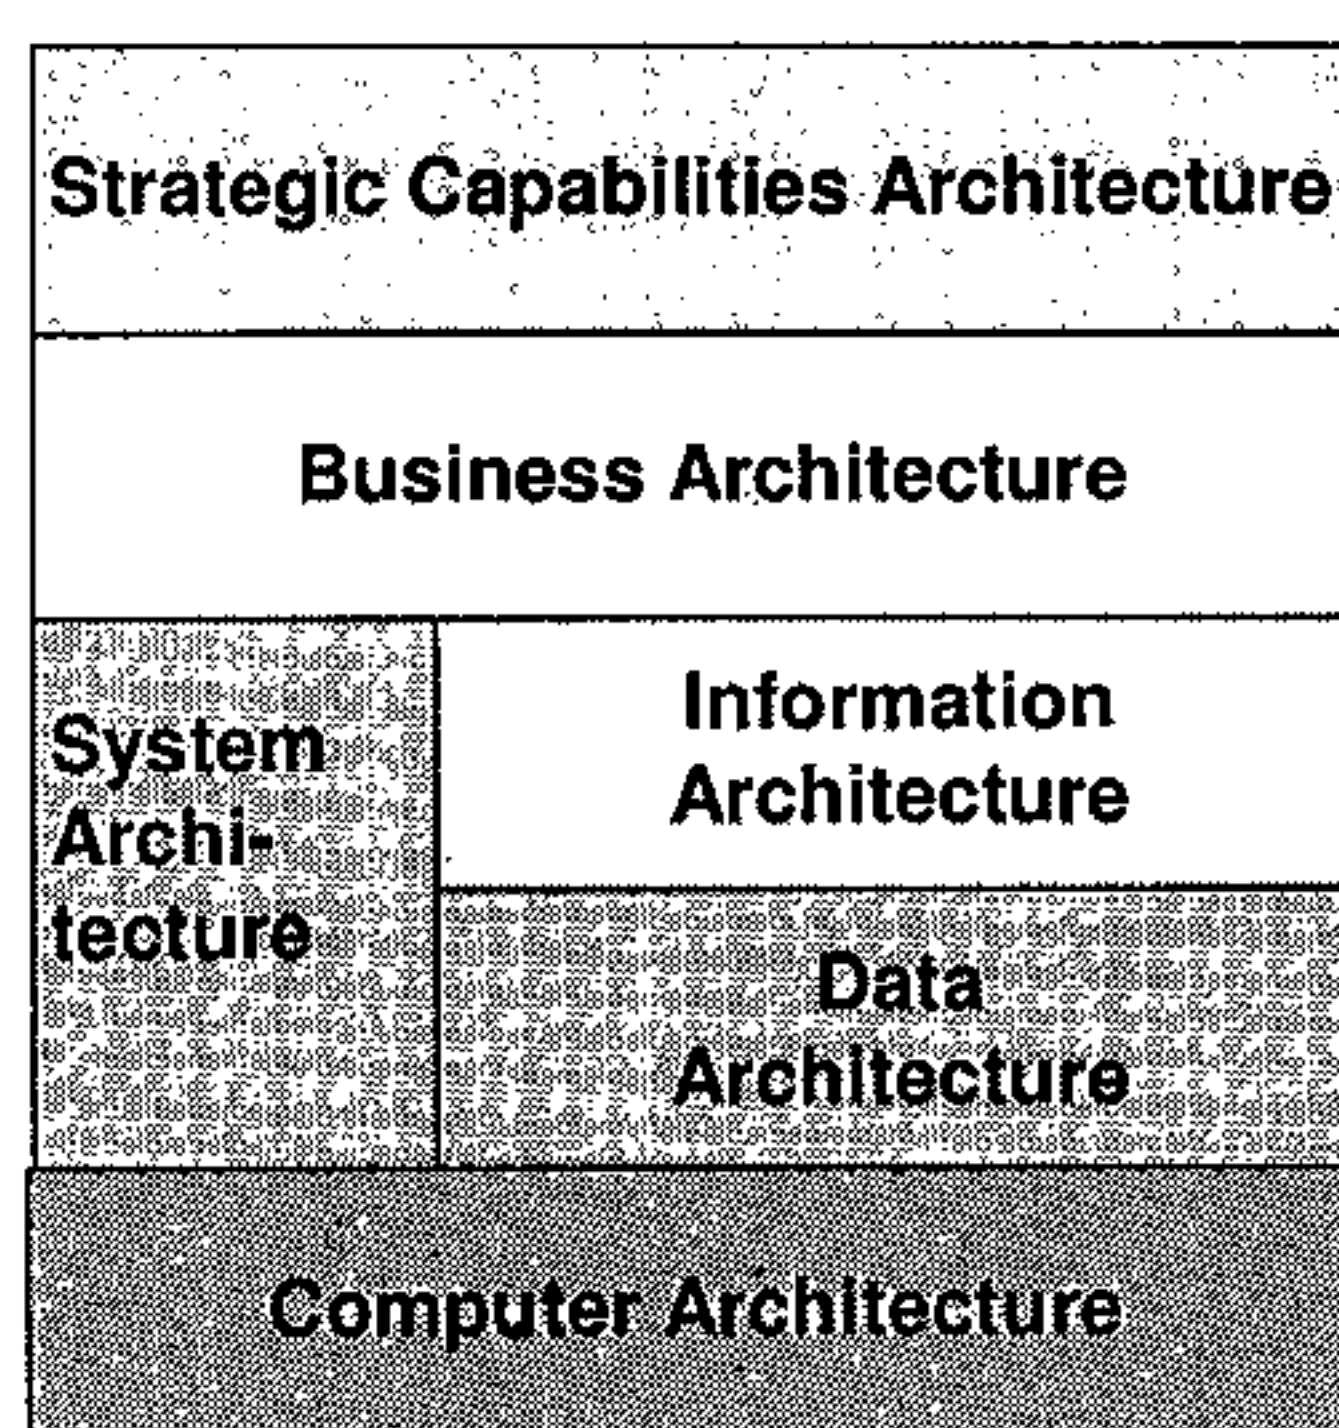 Strategic Capabilities Architecture
Business Architecture
System
Archi-
tecture
Information
Architecture
Data
Architecture
Computer Architecture